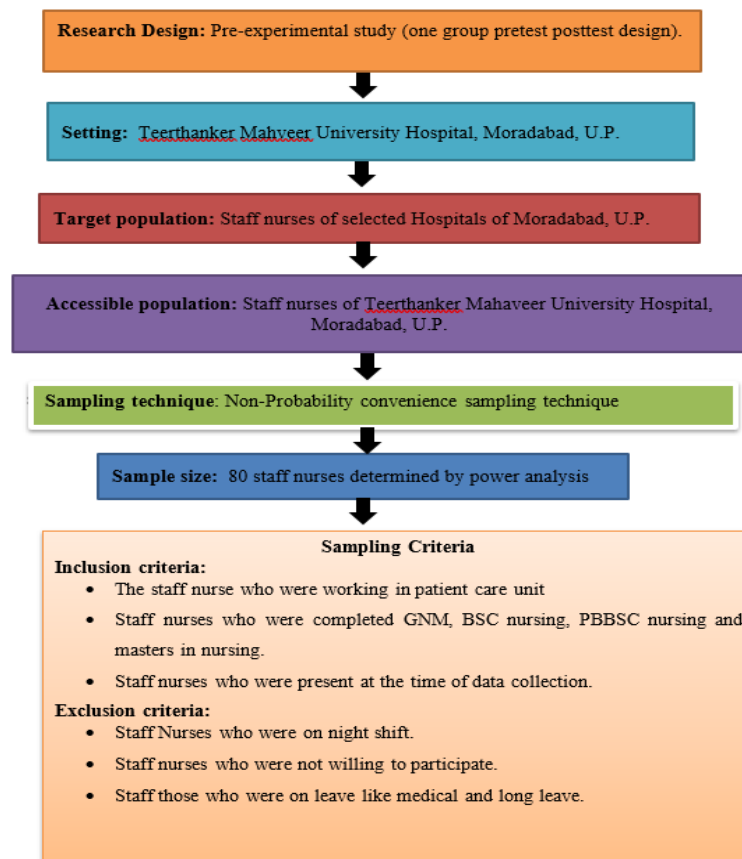 Research Design: Pre-experimental study (one group pretest posttest design).
Setting: Teerthanker Mahveer University Hospital, Moradabad, U.P.
Target population: Staff nurses of selected Hospitals of Moradabad, U.P.
Accessible population: Staff nurses of Teerthanker Mahaveer University Hospital,
Moradabad, U.P.
Sampling technique: Non-Probability convenience sampling technique
Sample size: 80 staff nurses determined by power analysis
Sampling Criteria
Inclusion criteria:
• The staff nurse who were working in patient care unit
• Staff nurses who were completed GNM, BSC nursing, PBBSC nursing and
masters in nursing.
• Staff nurses who were present at the time of data collection.
Exclusion criteria:
• Staff Nurses who were on night shift.
• Staff nurses who were not willing to participate.
• Staff those who were on leave like medical and long leave.